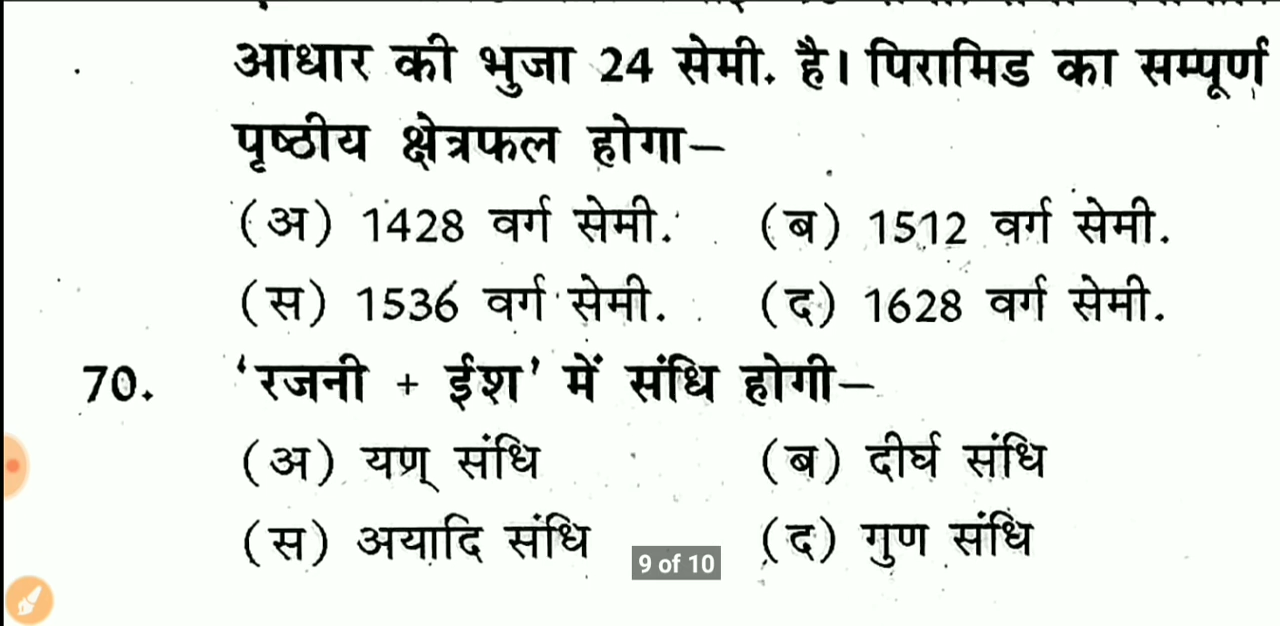 आधार की भुजा 24 सेमी. है। पिरामिड का सम्पूर्ण
पृष्ठीय क्षेत्रफल होगा–
(अ) 1428 वर्ग सेमी. (ब) 1512 वर्ग सेमी.
(स) 1536 वर्ग सेमी. (द) 1628 वर्ग सेमी.
70. ‘रजनी + ईश’ में संधि होगी–
(अ) यण् संधि (ब) दीर्घ संधि
(स) अयादि संधि (द) गुण संधि
9 of 10